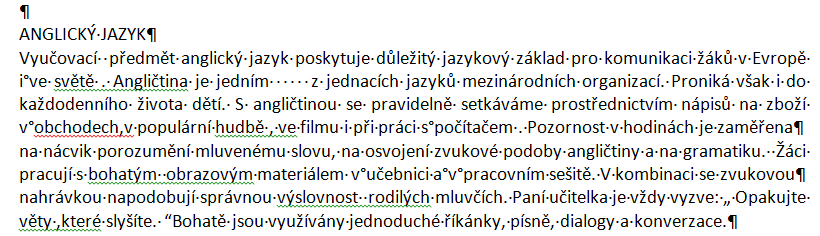 ¶
ANGLICKÝ·JAZYK¶
Vyučovací··předmět·anglický·jazyk·poskytuje·důležitý·jazykový·základ·pro·komunikaci·žáků·v·Evropě·
i°ve·světě·.·Angličtina·je·jedním······z·jednacích·jazyků·mezinárodních·organizací.·Proniká·však·i·do·
každodenního·života·dětí.·S·angličtinou·se·pravidelně·setkáváme·prostřednictvím·nápisů·na·zboží·
v°obchodech,v·populární·hudbě·,·ve·filmu·i·při·práci·s°počítačem·.·Pozornost·v·hodinách·je·zaměřena¶
na·nácvik·porozumění·mluvenému·slovu,·na·osvojení·zvukové·podoby·angličtiny·a·na·gramatiku.··Žáci·
pracují·s·bohatým··obrazovým·materiálem·v°učebnici·a°v°pracovním·sešitě.·V·kombinaci·se·zvukovou¶
nahrávkou·napodobují·správnou·výslovnost··rodilých·mluvčích.·Paní·učitelka·je·vždy·vyzve:·„·Opakujte·
věty·,které·slyšíte.·“Bohatě·jsou·využívány·jednoduché·říkánky,·písně,·dialogy·a·konverzace.¶